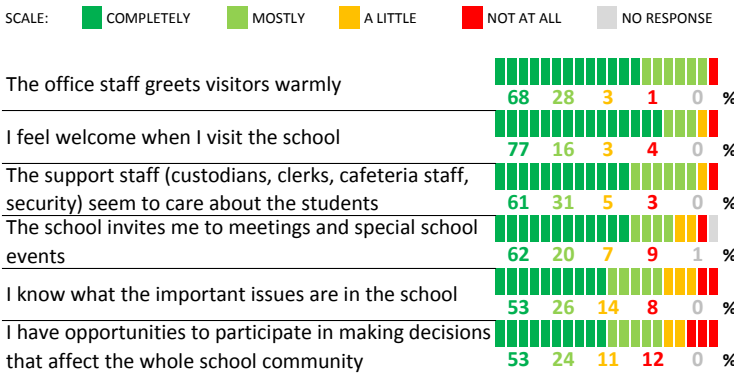 SCALE: COMPLETELY MOSTLY A LITTLE NOT AT ALL NO RESPONSE
The office staff greets visitors warmly
68 28 3 1 0 %
I feel welcome when I visit the school
77 16 3 4 0 %
The support staff (custodians, clerks, cafeteria staff,
security) seem to care about the students
61 31 5 3 0 %
The school invites me to meetings and special school
events
62 20 7 9 1 %
I know what the important issues are in the school
53 26 14 8 0 %
I have opportunities to participate in making decisions
that affect the whole school community
53 24 11 12 0 %